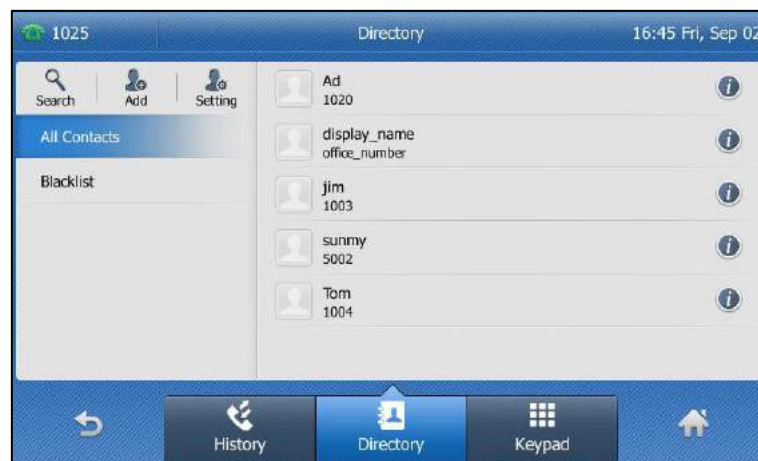 1025 Directory 16:45 Fri, Sep 02
Search Add Setting
All Contacts
Blacklist
Ad
1020
display_name
office_number
jim
1003
sunmy
5002
Tom
1004
History Directory Keypad